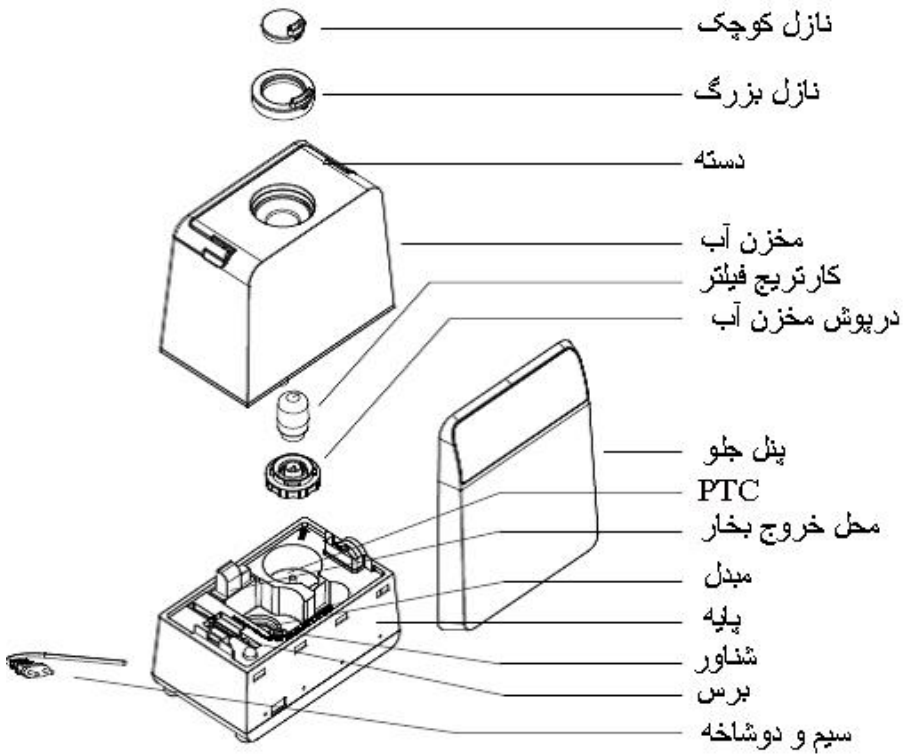 نازل کوچک
نازل بزرگ
دسته
مخزن آب
کارتریج فیلتر
درپوش مخزن آب
پنل جلو
PTC
محل خروج بخار
مبدل
پایه
شناور
برس
سیم و دوشاخه